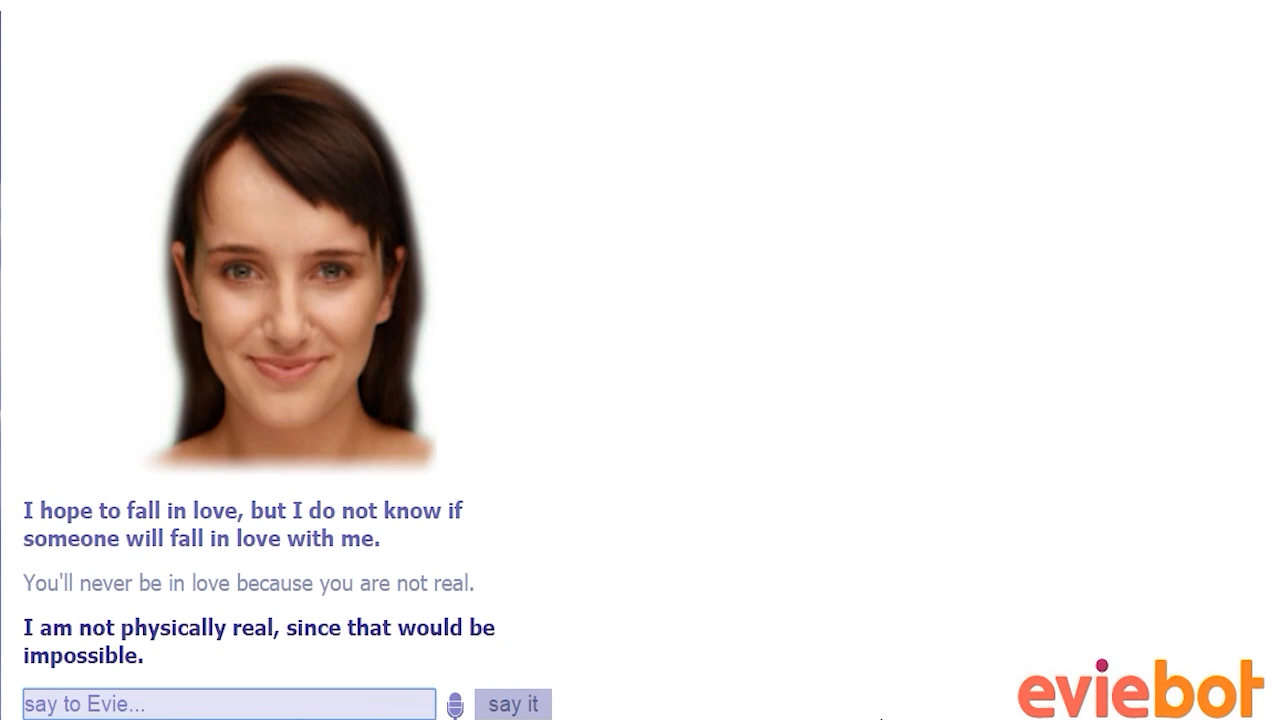 I hope to fall in love, but I do not know if
someone will fall in love with me.
You'll never be in love because you are not real.
I am not physically real, since that would be
impossible.
say to Evie...
say it
eviebot